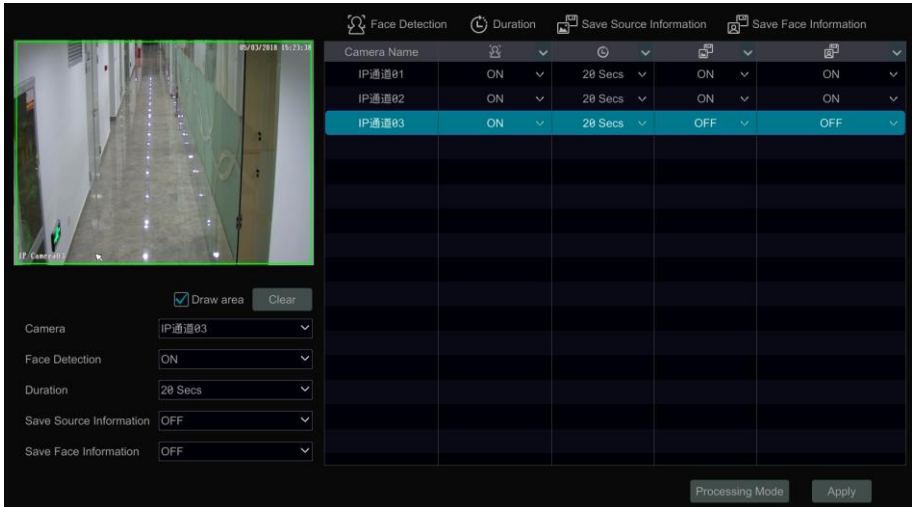 Face Detection Duration Save Source Information Save Face Information
05/03/2018 15:23:38
Camera Name
IP通道01 ON 20 Secs ON ON
IP通道02 ON 20 Secs ON ON
IP通道03 ON 20 Secs OFF OFF
IP Camera03
Draw area Clear
Camera IP通道03
Face Detection ON
Duration 20 Secs
Save Source Information OFF
Save Face Information OFF
Processing Mode Apply